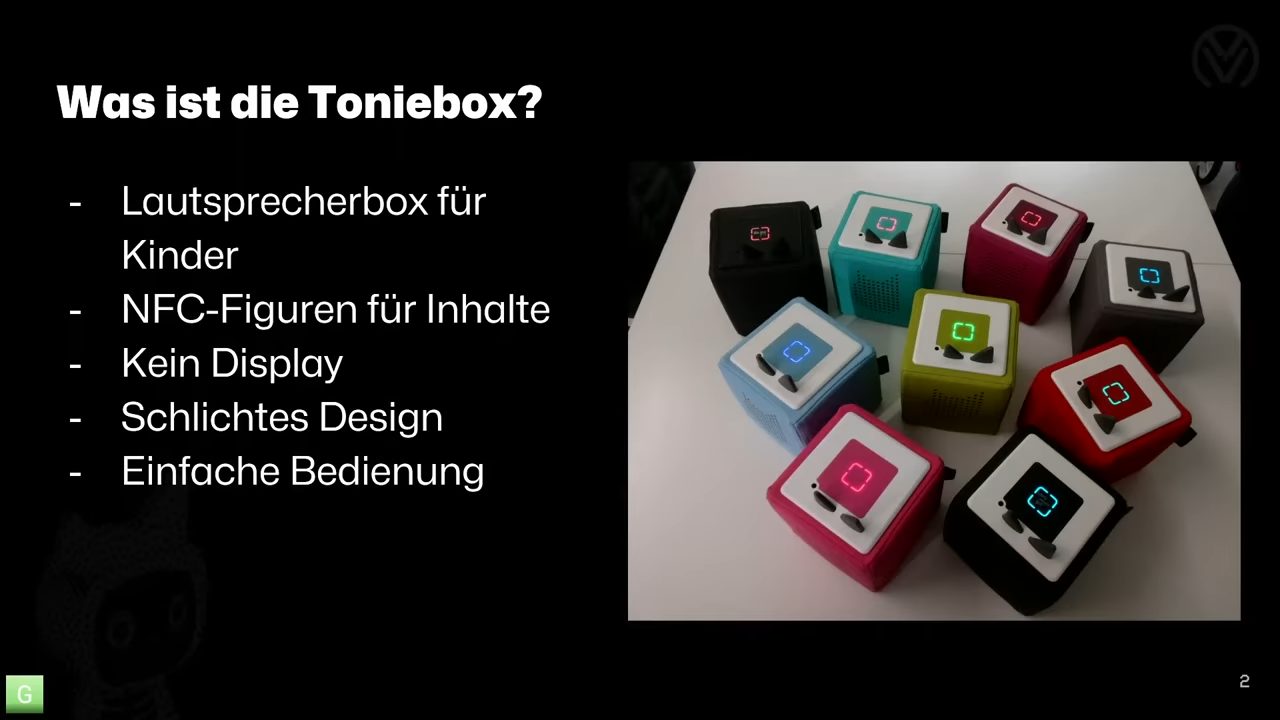 Was ist die Toniebox?
- Lautsprecherbox für
Kinder
- NFC-Figuren für Inhalte
- Kein Display
- Schlichtes Design
- Einfache Bedienung
G
2